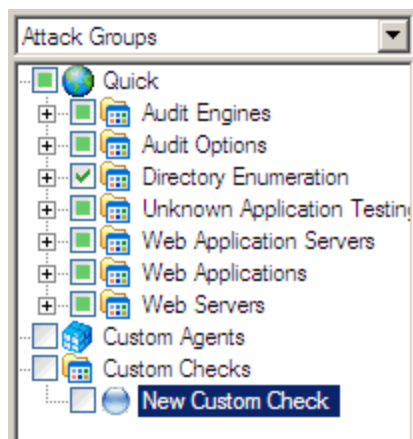 Attack Groups
Quick
Audit Engines
Audit Options
Directory Enumeration
Unknown Application Testing
Web Application Servers
Web Applications
Web Servers
Custom Agents
Custom Checks
New Custom Check